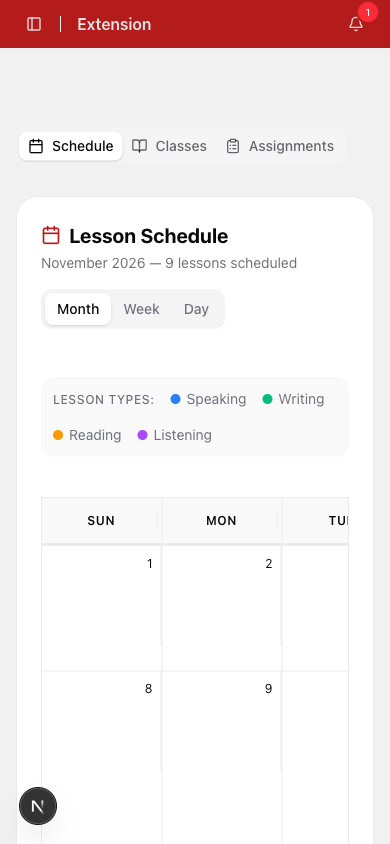 Extension
1
Schedule Classes Assignments
Lesson Schedule
November 2026 — 9 lessons scheduled
Month Week Day
LESSON TYPES: Speaking Writing
Reading Listening
SUN MON
1 2
8 9
N